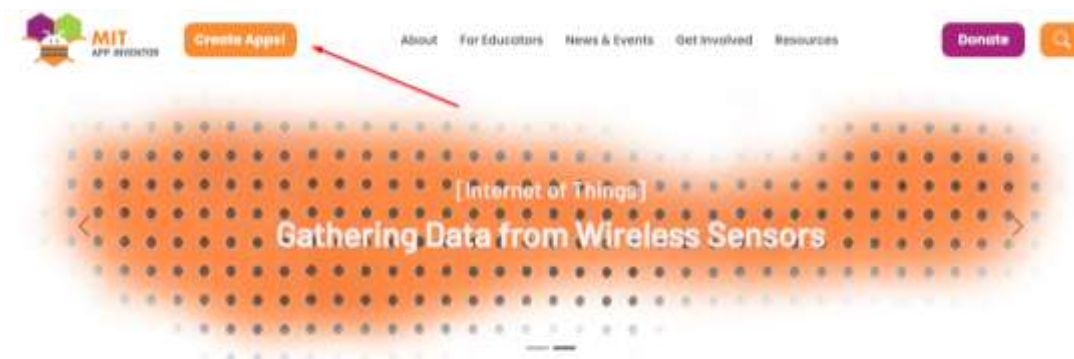 MIT
APP INVENTOR
Create Apps!
About For Educators News & Events Get Involved Resources
Donate
[Internet of Things]
Gathering Data from Wireless Sensors